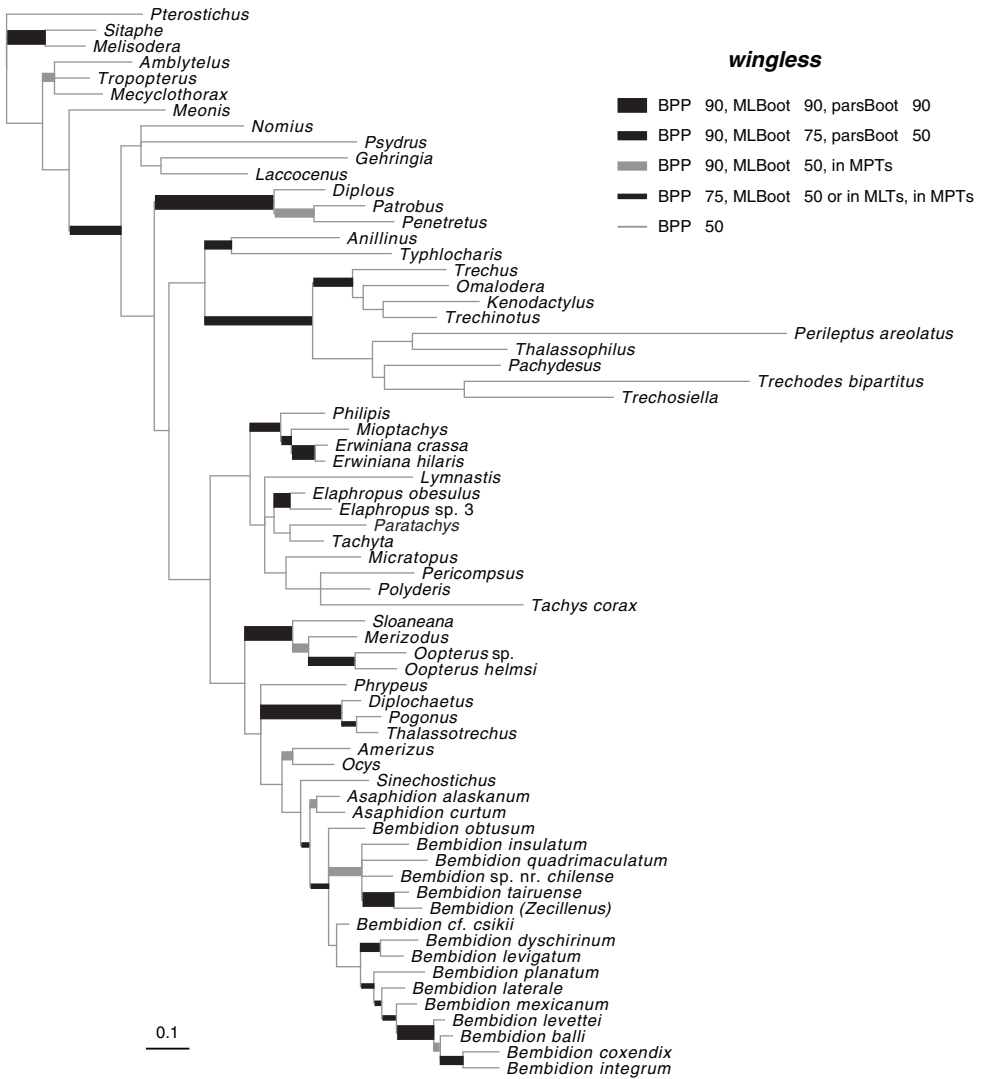 Pterostichus
Sitaphe
Melisodera
Amblytelus
Tropopterus
Mecyclothorax
Meonis
Nomius
Psydrus
Gehringia
Laccocenus
Diplous
Patrobus
Penetretus
Anillinus
Typhlocharis
Trechus
Omalodera
Kenodactylus
Trechinotus
Perileptus areolatus
Thalassophilus
Pachydesus
Trechodes bipartitus
Trechosiella
Philipis
Mioptachys
Erwiniana crassa
Erwiniana hilaris
Lymnastis
Elaphropus obesulus
Elaphropus sp. 3
Paratachys
Tachyta
Micratopus
Pericompsus
Polyderis
Tachys corax
Sloaneana
Merizodus
Oopterus sp.
Oopterus helmsi
Phrypeus
Diplochaetus
Pogonus
Thalassotrechus
Amerizus
Ocys
Sinechostichus
Asaphidion alaskanum
Asaphidion curtum
Bembidion obtusum
Bembidion insulatum
Bembidion quadrimaculatum
Bembidion sp. nr. chilense
Bembidion tairuense
Bembidion (Zecillenus)
Bembidion cf. csikii
Bembidion dyschirinum
Bembidion levigatum
Bembidion planatum
Bembidion laterale
Bembidion mexicanum
Bembidion levettei
Bembidion balli
Bembidion coxendix
Bembidion integrum
wingless
BPP 90, MLBoot 90, parsBoot 90
BPP 90, MLBoot 75, parsBoot 50
BPP 90, MLBoot 50, in MPTs
BPP 75, MLBoot 50 or in MLTs, in MPTs
BPP 50
0.1